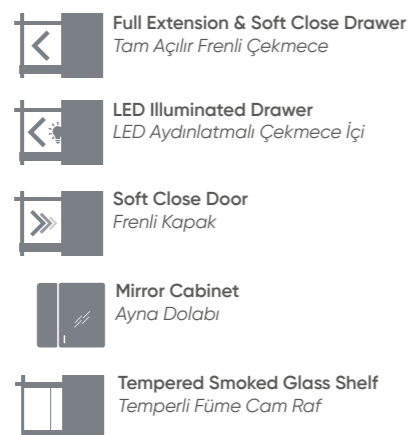 Full Extension & Soft Close Drawer
Tam Açılır Frenli Çekmece
LED Illuminated Drawer
LED Aydınlatmalı Çekmece İçi
Soft Close Door
Frenli Kapak
Mirror Cabinet
Ayna Dolabı
Tempered Smoked Glass Shelf
Temperli Füme Cam Raf